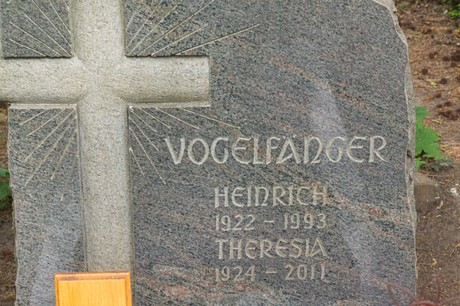 VOGELFÄNGER
HEINRICH
1922 - 1993
THERESIA
1924 - 2011